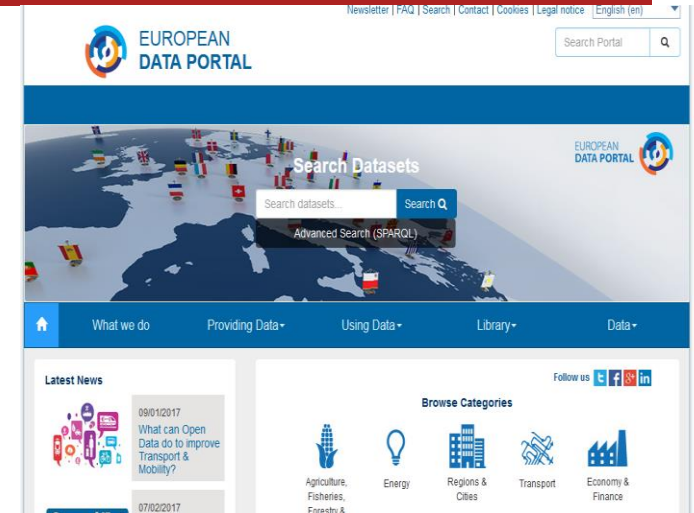 Newsletter | FAQ | Search | Contact | Cookies | Legal notice English (en)
EUROPEAN
DATA PORTAL
Search Portal
EUROPEAN
DATA PORTAL
Search Datasets
Search datasets... Search
Advanced Search (SPARQL)
What we do Providing Data Using Data Library Data
Latest News
09/01/2017
What can Open
Data do to improve
Transport &
Mobility?
07/02/2017
Follow us
Browse Categories
Agriculture,
Fisheries,
Forestry &
Energy
Regions &
Cities
Transport
Economy &
Finance